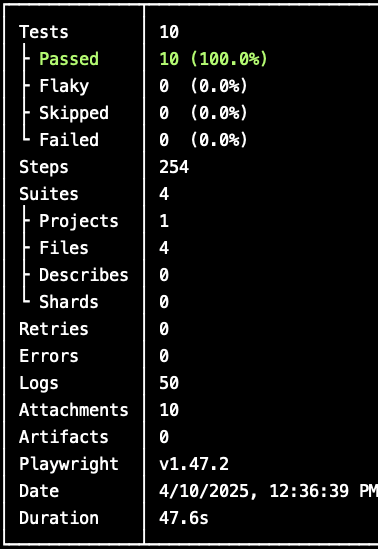 Tests 10
Passed 10 (100.0%)
Flaky 0 (0.0%)
Skipped 0 (0.0%)
Failed 0 (0.0%)
Steps 254
Suites 4
Projects 1
Files 4
Describes 0
Shards 0
Retries 0
Errors 0
Logs 50
Attachments 10
Artifacts 0
Playwright v1.47.2
Date 4/10/2025, 12:36:39 PM
Duration 47.6s